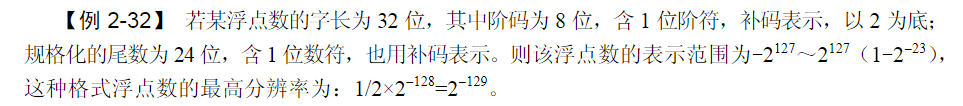 【例 2-32】 若某浮点数的字长为 32 位，其中阶码为 8 位，含 1 位阶符，补码表示，以 2 为底；
规格化的尾数为 24 位，含 1 位数符，也用补码表示。则该浮点数的表示范围为−2¹²⁷～2¹²⁷（1−2⁻²³），
这种格式浮点数的最高分辨率为：1/2×2⁻¹²⁸=2⁻¹²⁹。